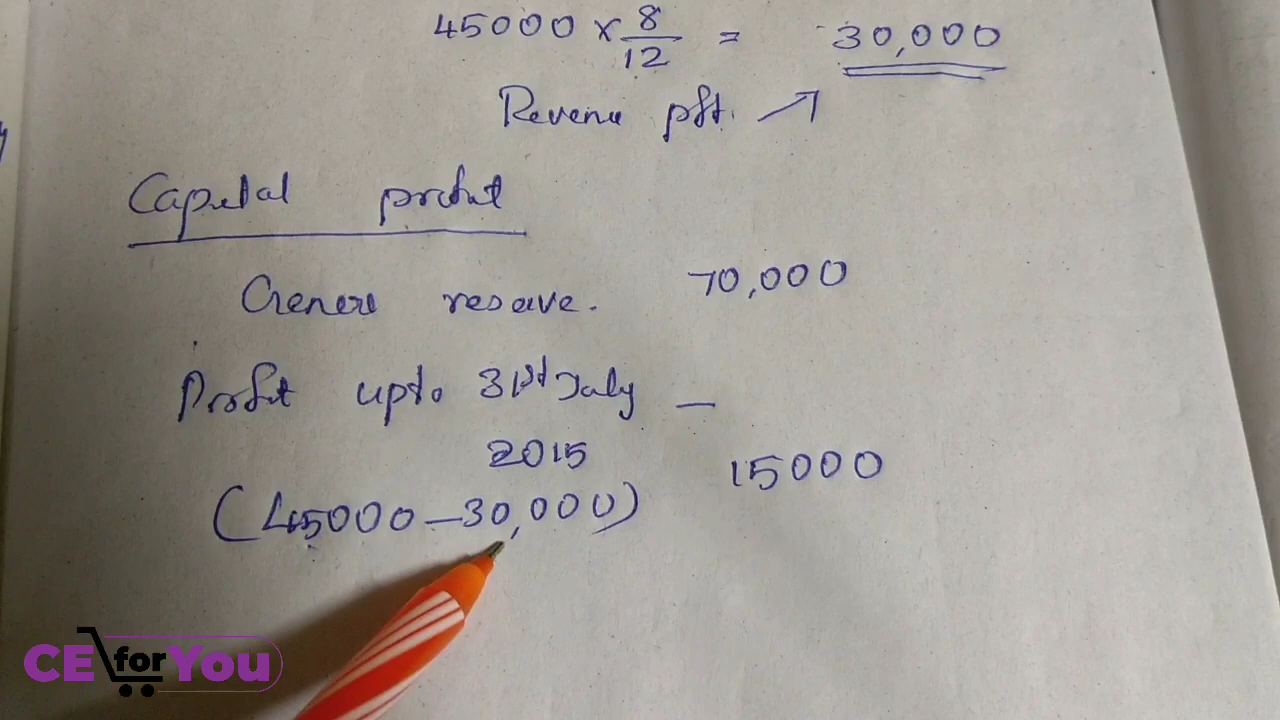 45000 × 8/12 = 30,000
Revenue pft.
Capital profit
General reserve. 70,000
Profit upto 31st July —
2015 15000
(45000 — 30,000)
CE for You